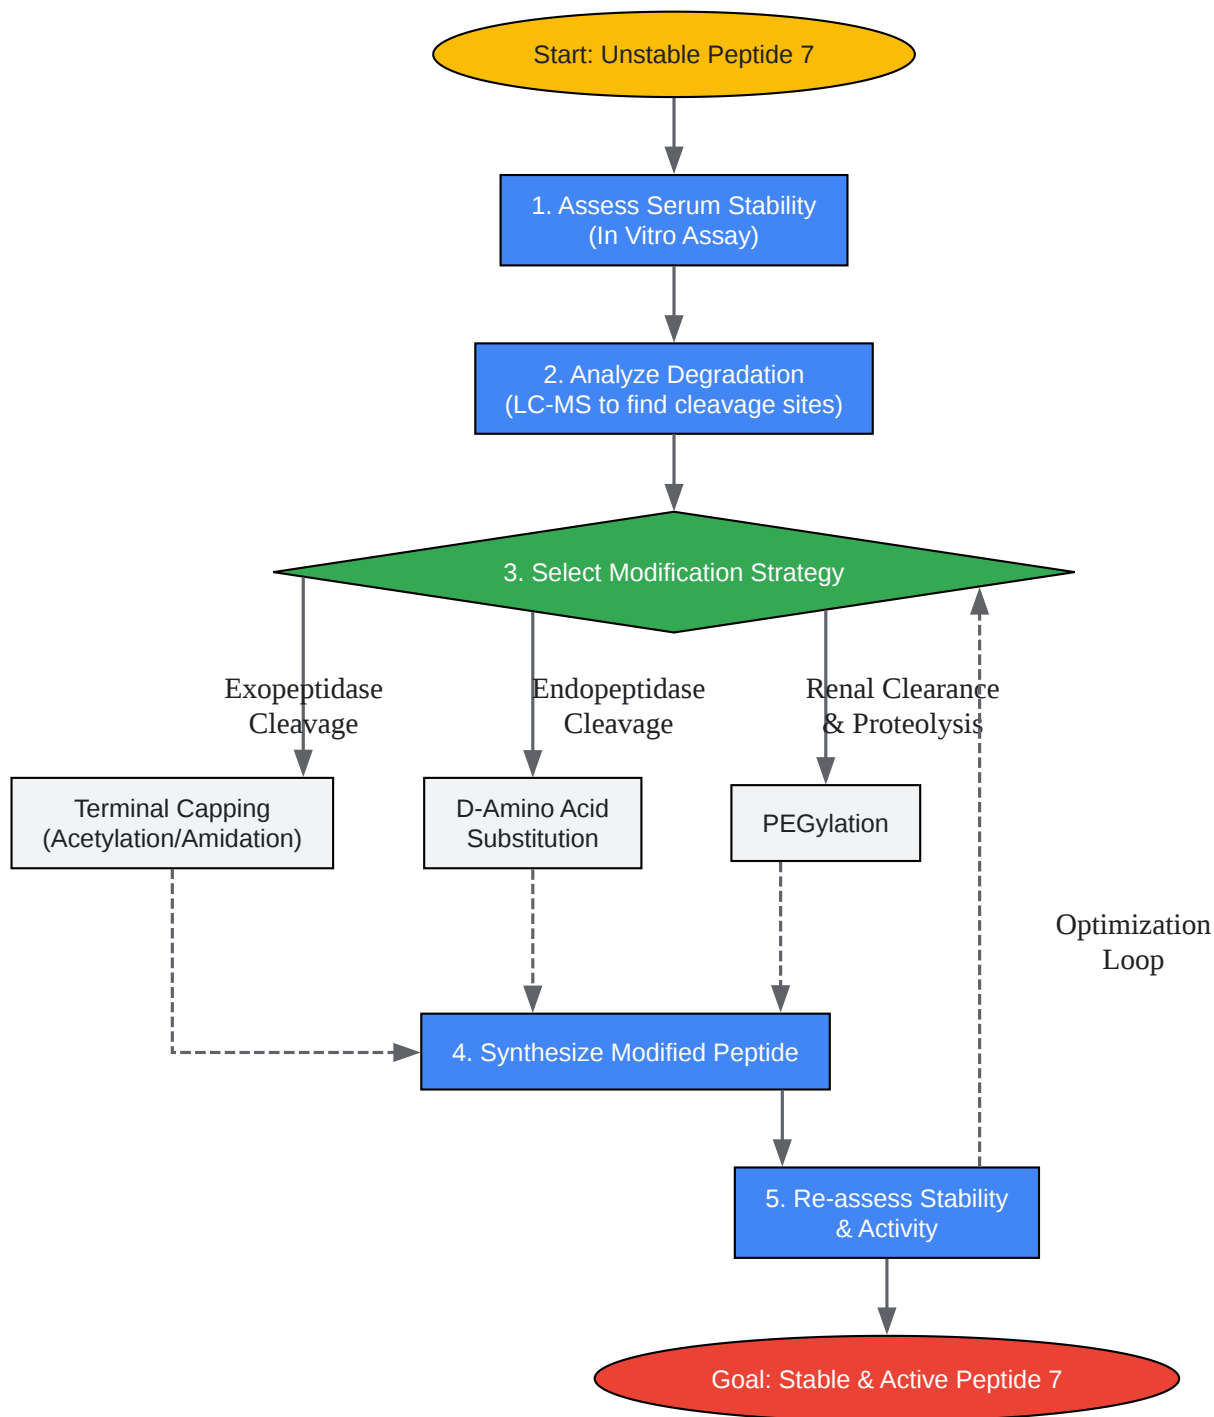 Start: Unstable Peptide 7
1. Assess Serum Stability
(In Vitro Assay)
2. Analyze Degradation
(LC-MS to find cleavage sites)
3. Select Modification Strategy
Exopeptidase
Cleavage
Endopeptidase
Cleavage
Renal Clearance
& Proteolysis
Terminal Capping
(Acetylation/Amidation)
D-Amino Acid
Substitution
PEGylation
Optimization
Loop
4. Synthesize Modified Peptide
5. Re-assess Stability
& Activity
Goal: Stable & Active Peptide 7